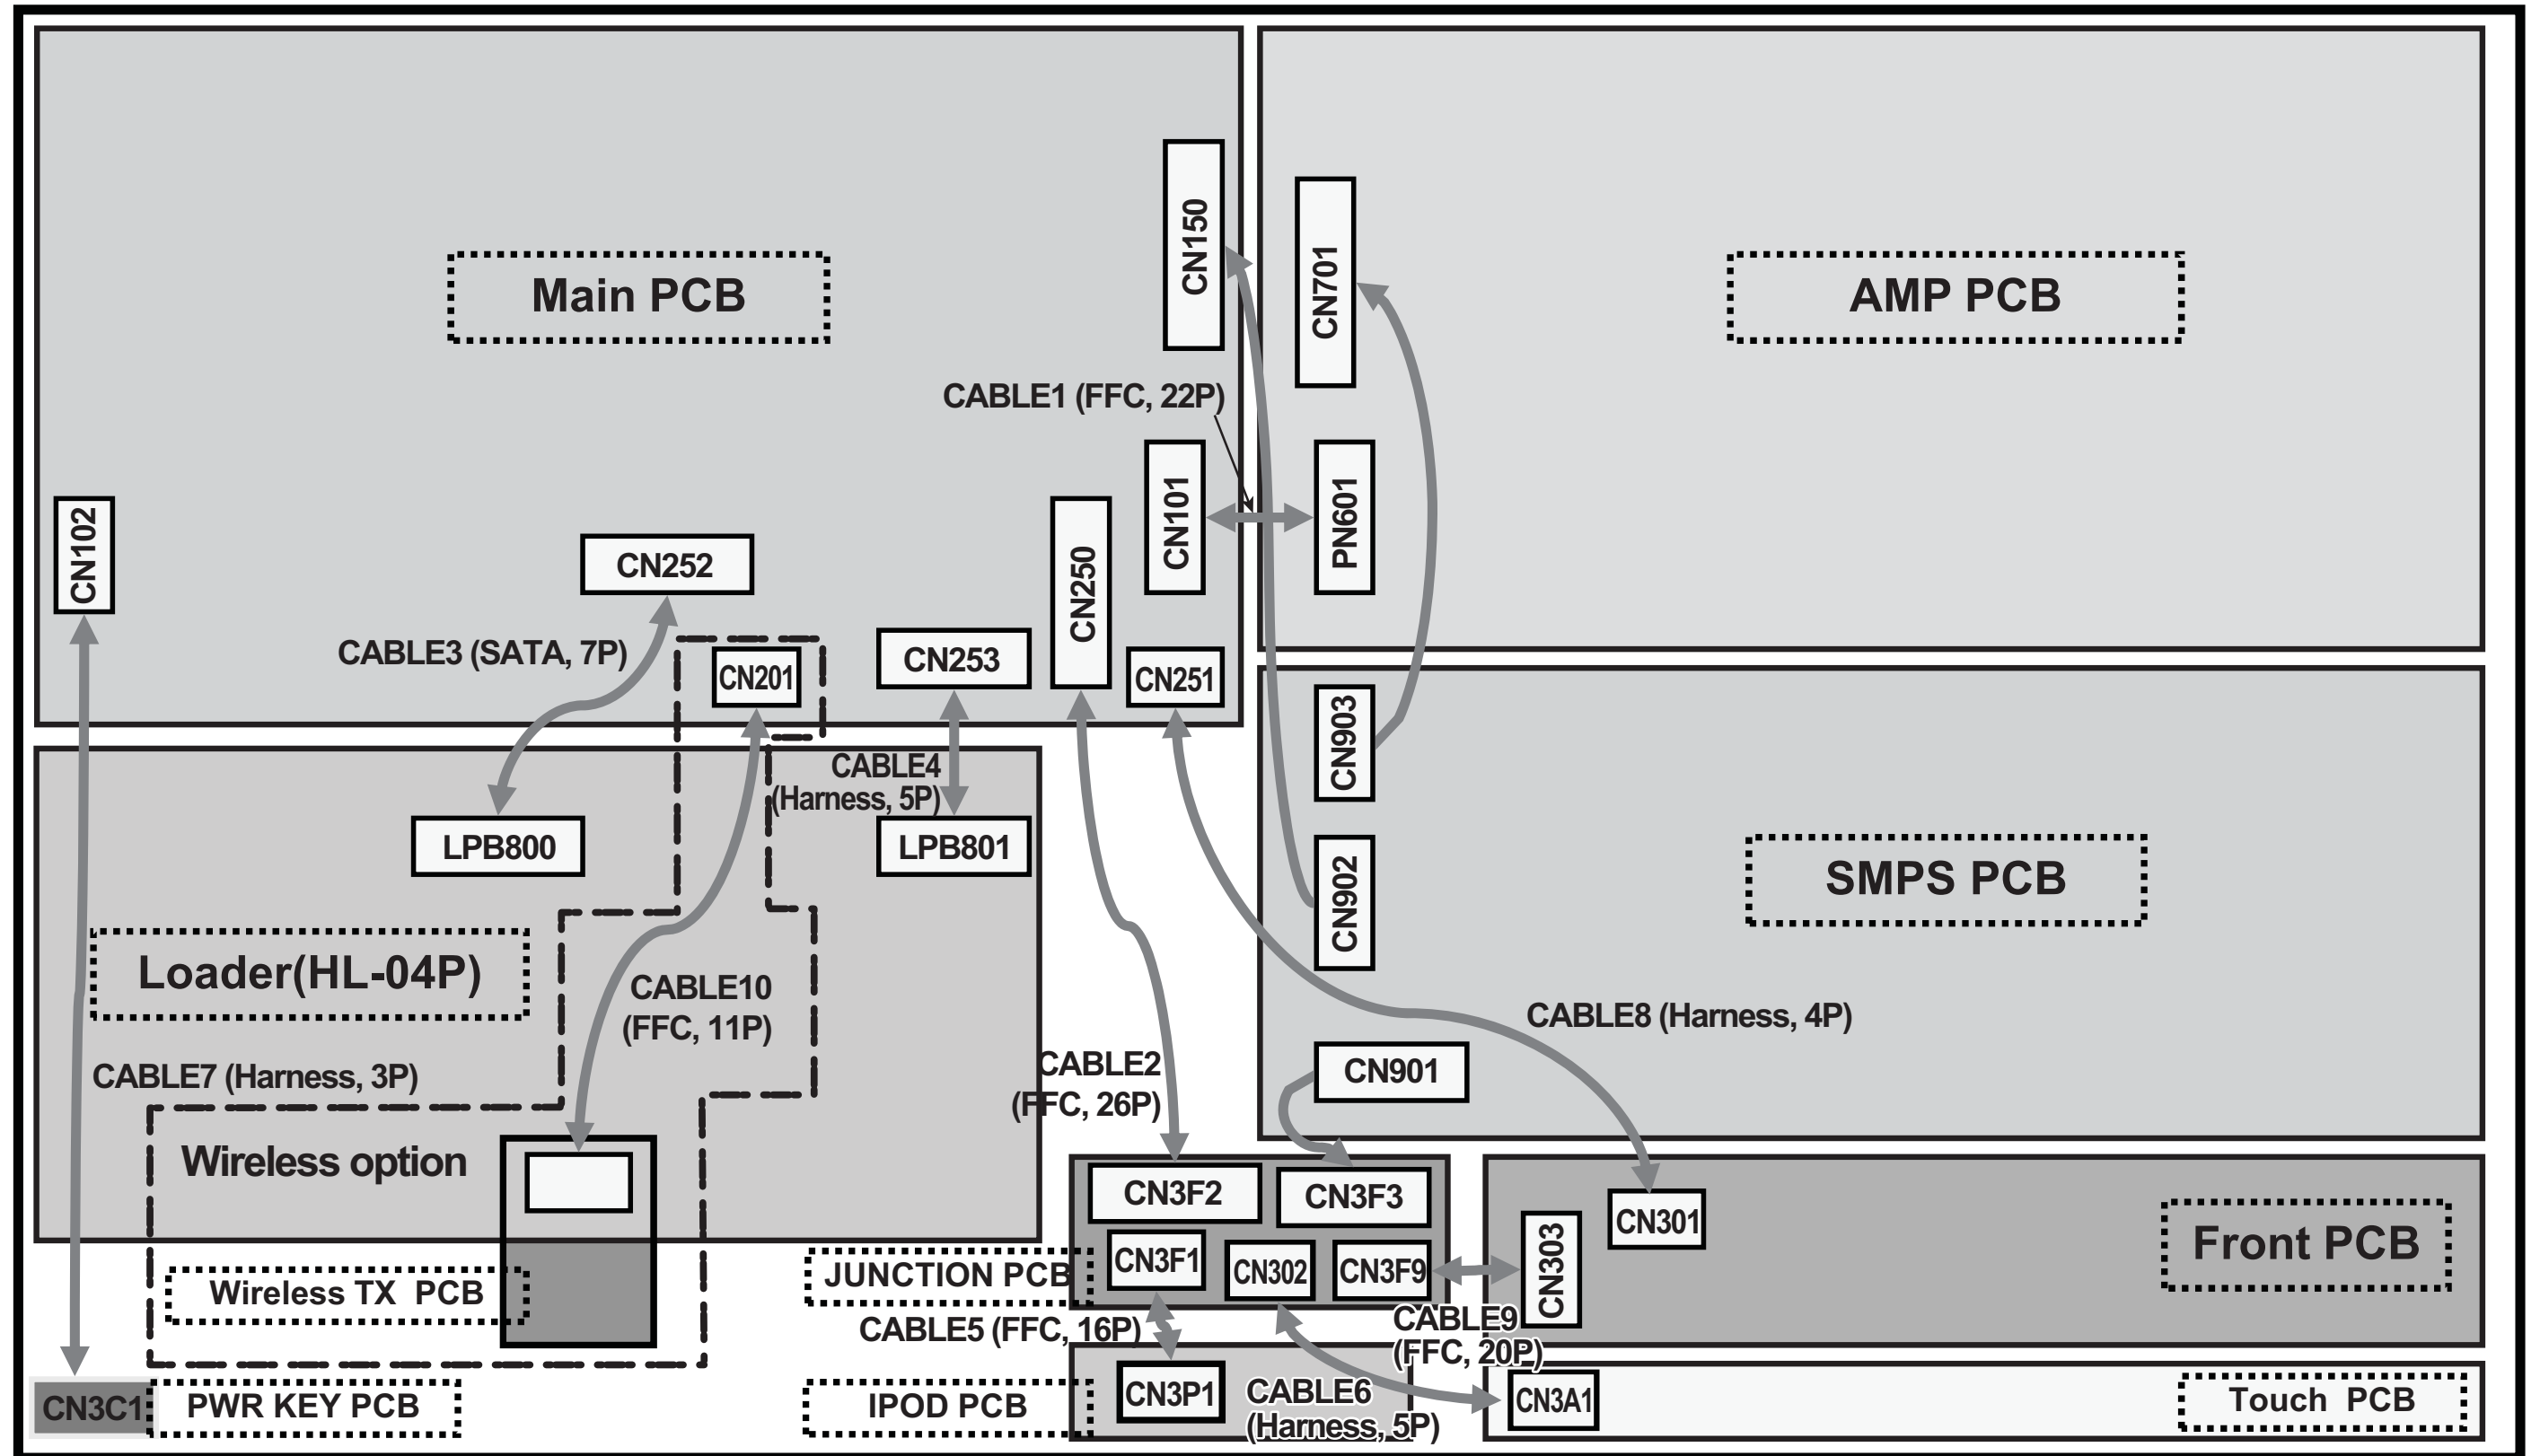 Main PCB
CN150
CN701
AMP PCB
CABLE1 (FFC, 22P)
CN101
PN601
CN102
CN252
CN250
CABLE3 (SATA, 7P)
CN201
CN253
CN251
CN903
CABLE4
(Harness, 5P)
LPB800
LPB801
CN902
SMPS PCB
Loader(HL-04P)
CABLE10
(FFC, 11P)
CABLE8 (Harness, 4P)
CABLE7 (Harness, 3P)
CABLE2
(FFC, 26P)
CN901
Wireless option
CN3F2
CN3F3
CN301
CN303
Front PCB
CN3F1
CN302
CN3F9
Wireless TX PCB
JUNCTION PCB
CABLE5 (FFC, 16P)
CABLE9
(FFC, 20P)
CN3C1
PWR KEY PCB
IPOD PCB
CN3P1
CABLE6
(Harness, 5P)
CN3A1
Touch PCB